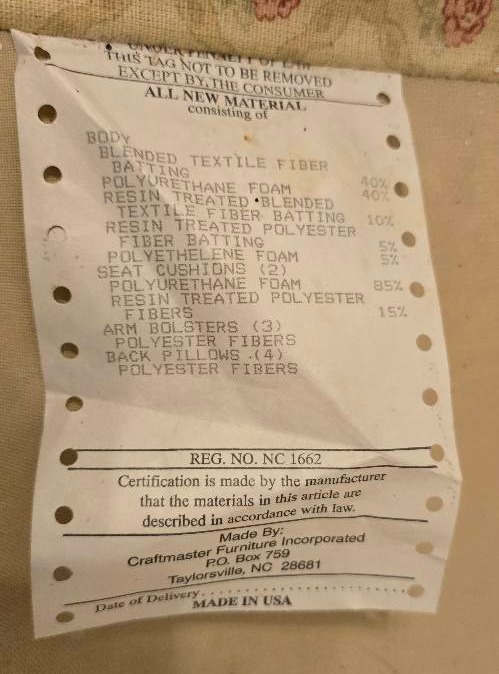 UNDER PENALTY OF LAW
THIS TAG NOT TO BE REMOVED
EXCEPT BY THE CONSUMER
ALL NEW MATERIAL
consisting of
BODY
BLENDED TEXTILE FIBER
BATTING 40%
POLYURETHANE FOAM 40%
RESIN TREATED BLENDED
TEXTILE FIBER BATTING 10%
RESIN TREATED POLYESTER
FIBER BATTING 5%
POLYETHELENE FOAM 5%
SEAT CUSHIONS (2)
POLYURETHANE FOAM 85%
RESIN TREATED POLYESTER
FIBERS 15%
ARM BOLSTERS (3)
POLYESTER FIBERS
BACK PILLOWS (4)
POLYESTER FIBERS
REG. NO. NC 1662
Certification is made by the manufacturer
that the materials in this article are
described in accordance with law.
Made By:
Craftmaster Furniture Incorporated
P.O. Box 759
Taylorsville, NC 28681
Date of Delivery
MADE IN USA